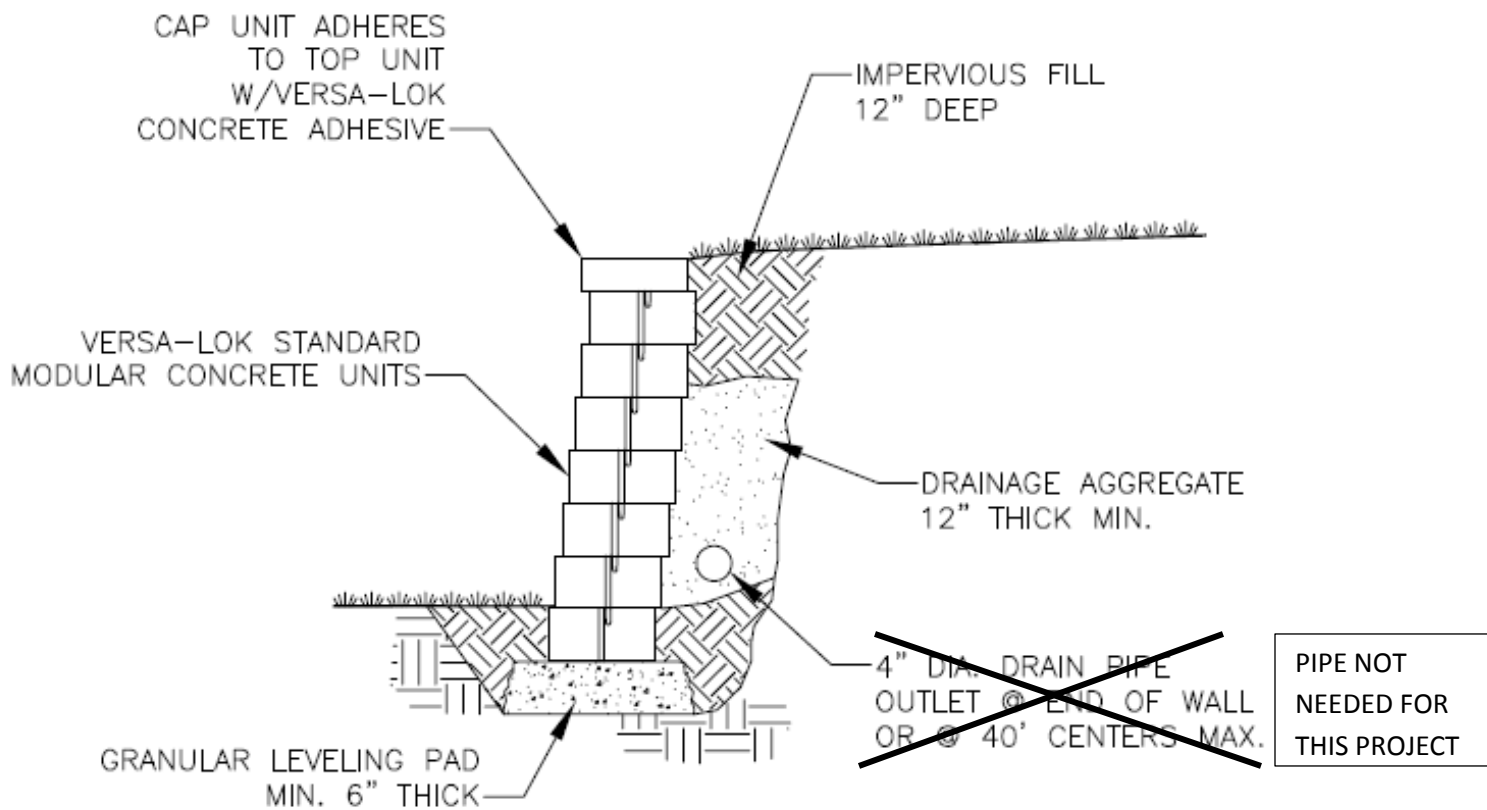 CAP UNIT ADHERES
TO TOP UNIT
W/VERSA-LOK
CONCRETE ADHESIVE
IMPERVIOUS FILL
12" DEEP
VERSA-LOK STANDARD
MODULAR CONCRETE UNITS
DRAINAGE AGGREGATE
12" THICK MIN.
4" DIA. DRAIN PIPE
OUTLET @ END OF WALL
OR @ 40' CENTERS MAX.
PIPE NOT
NEEDED FOR
THIS PROJECT
GRANULAR LEVELING PAD
MIN. 6" THICK